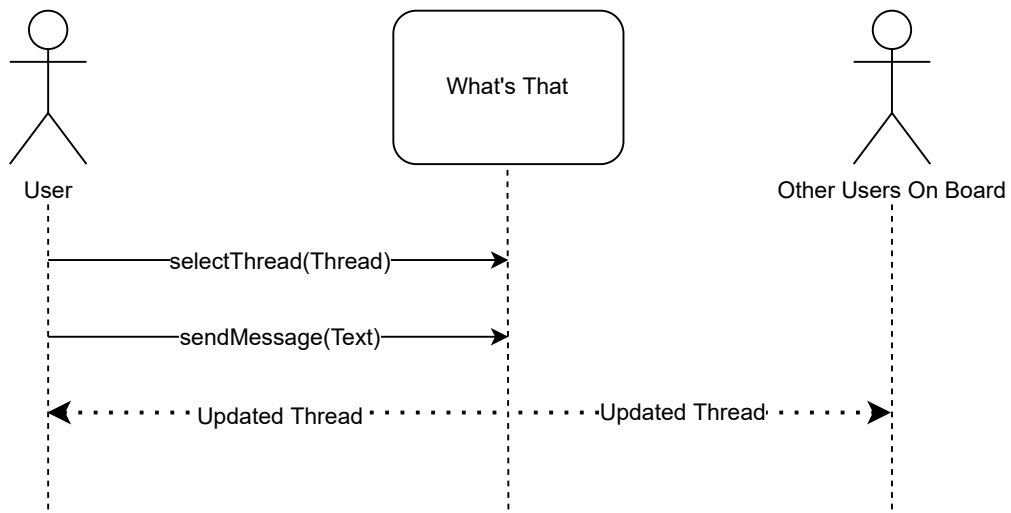 What's That
User
Other Users On Board
selectThread(Thread)
sendMessage(Text)
Updated Thread
Updated Thread